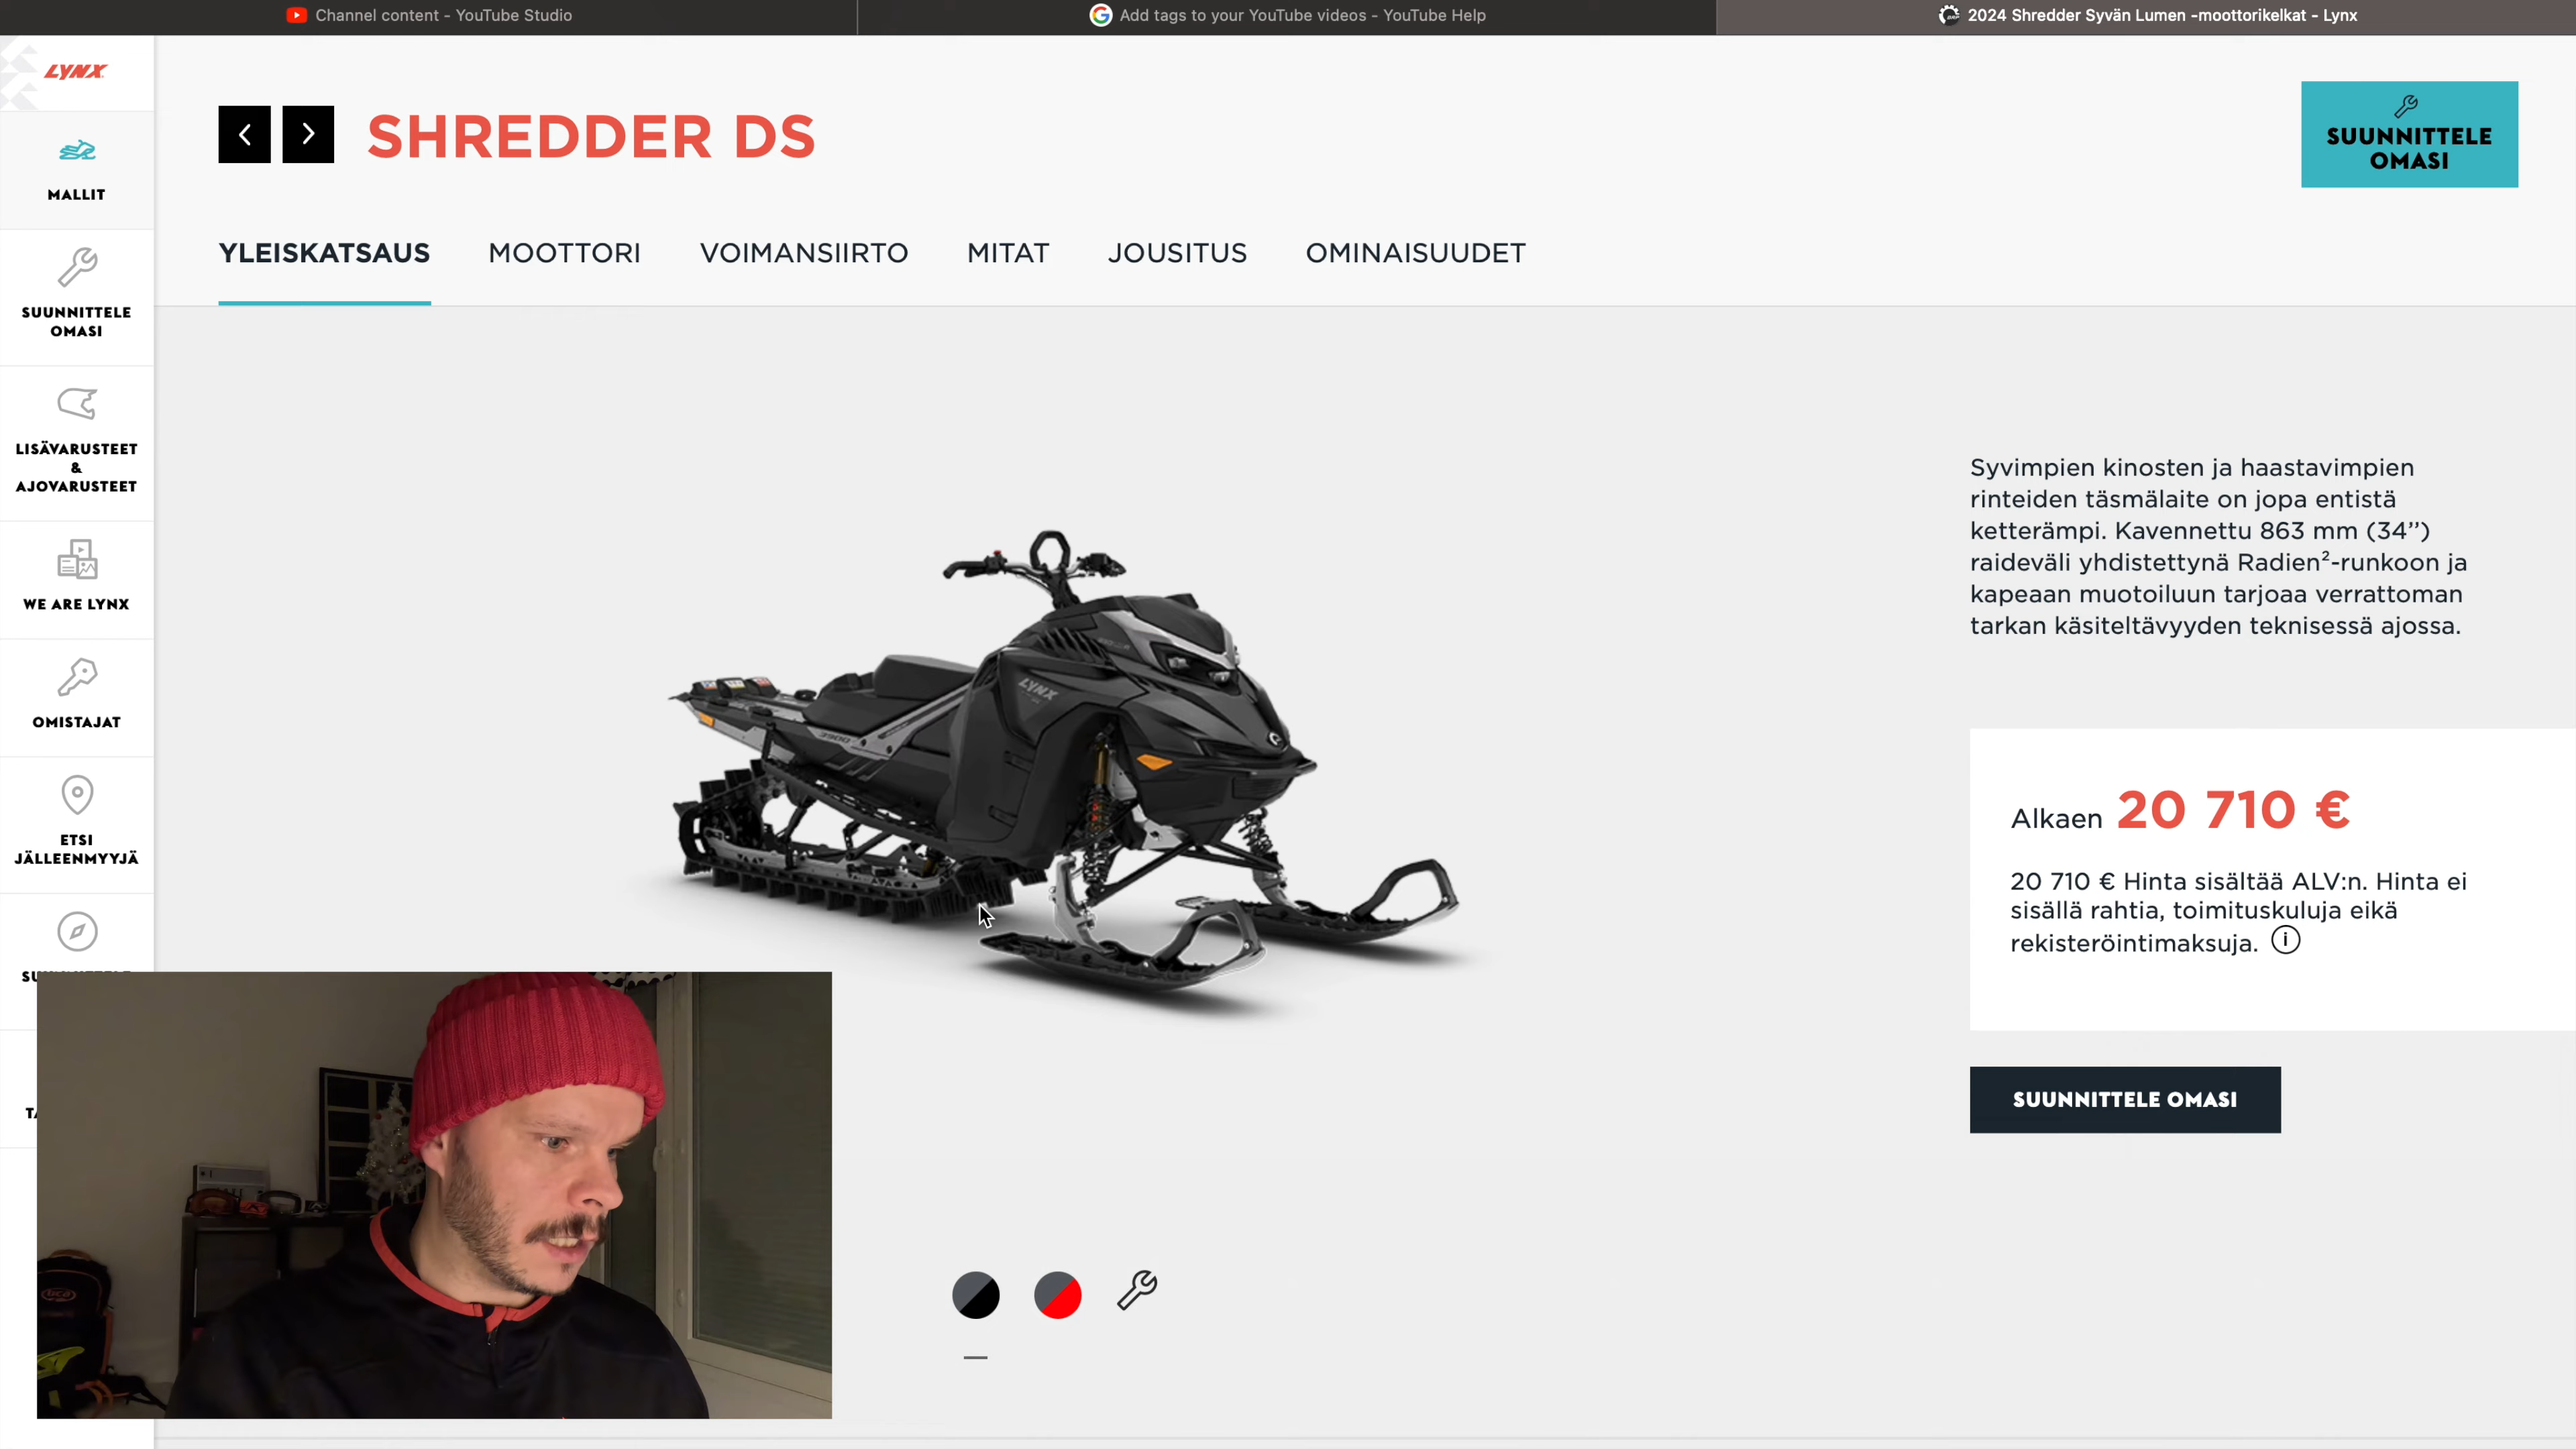 Channel content - YouTube Studio
Add tags to your YouTube videos - YouTube Help
2024 Shredder Syvän Lumen -moottorikelkat - Lynx
LYNX
MALLIT
SUUNNITTELE
OMASI
LISÄVARUSTEET
&
AJOVARUSTEET
WE ARE LYNX
OMISTAJAT
ETSI
JÄLLEENMYYJÄ
SHREDDER DS
SUUNNITTELE
OMASI
YLEISKATSAUS MOOTTORI VOIMANSIIRTO MITAT JOUSITUS OMINAISUUDET
LYNX
Syvimpien kinosten ja haastavimpien
rinteiden täsmälaite on jopa entistä
ketterämpi. Kavennettu 863 mm (34’’)
raideväli yhdistettynä Radien²-runkoon ja
kapeaan muotoiluun tarjoaa verrattoman
tarkan käsiteltävyyden teknisessä ajossa.
Alkaen 20 710 €
20 710 € Hinta sisältää ALV:n. Hinta ei
sisällä rahtia, toimituskuluja eikä
rekisteröintimaksuja. i
SUUNNITTELE OMASI